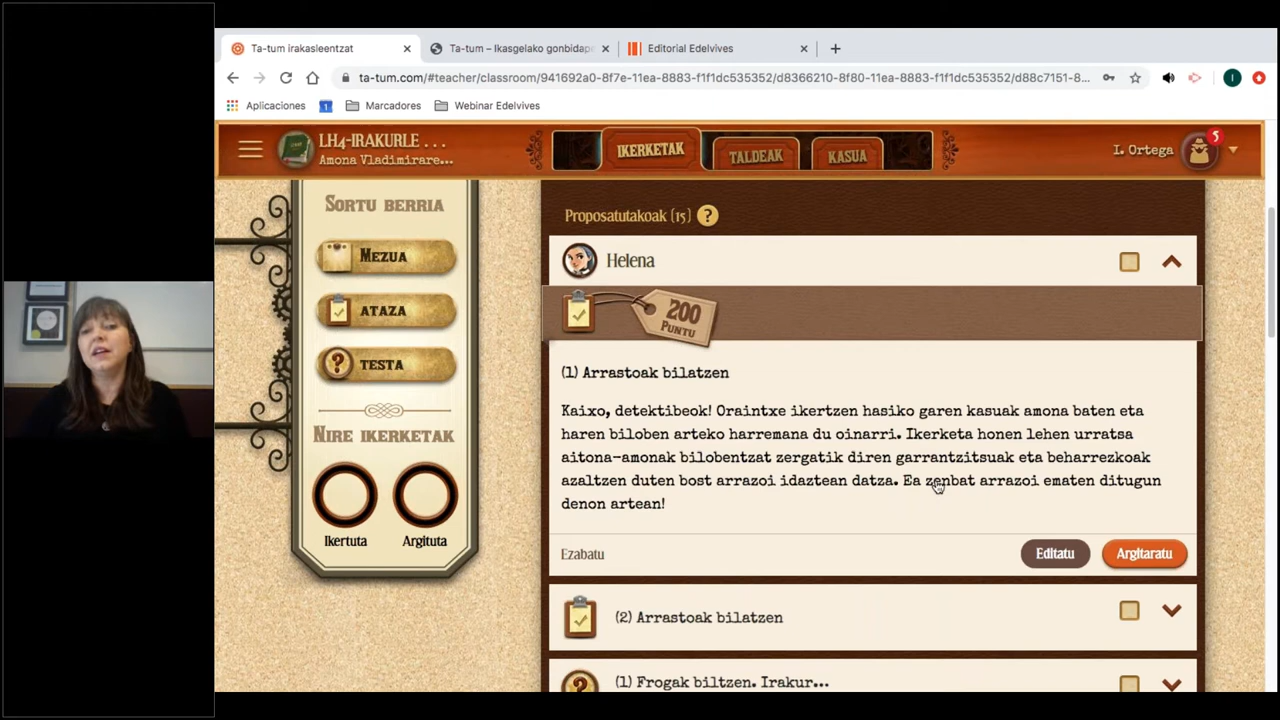 Ta-tum irakasleentzat
Ta-tum – Ikasgelako gonbidape
Editorial Edelvives
ta-tum.com/#teacher/classroom/941692a0-8f7e-11ea-8883-f1f1dc535352/d8366210-8f80-11ea-8883-f1f1dc535352/d88c7151-8...
Aplicaciones
1
Marcadores
Webinar Edelvives
I
LH4-IRAKURLE ...
Amona Vladimirare...
IKERKETAK
TALDEAK
KASUA
I. Ortega
5
SORTU BERRIA
MEZUA
ATAZA
TESTA
NIRE IKERKETAK
Ikertuta
Argituta
Proposatutakoak (15) ?
Helena
200
PUNTU
(1) Arrastoak bilatzen
Kaixo, detektibeok! Oraintxe ikertzen hasiko garen kasuak amona baten eta
haren biloben arteko harremana du oinarri. Ikerketa honen lehen urratsa
aitona-amonak bilobentzat zergatik diren garrantzitsuak eta beharrezkoak
azaltzen duten bost arrazoi idaztean datza. Ea zenbat arrazoi ematen ditugun
denon artean!
Ezabatu
Editatu
Argitaratu
(2) Arrastoak bilatzen
(1) Frogak biltzen. Irakur...